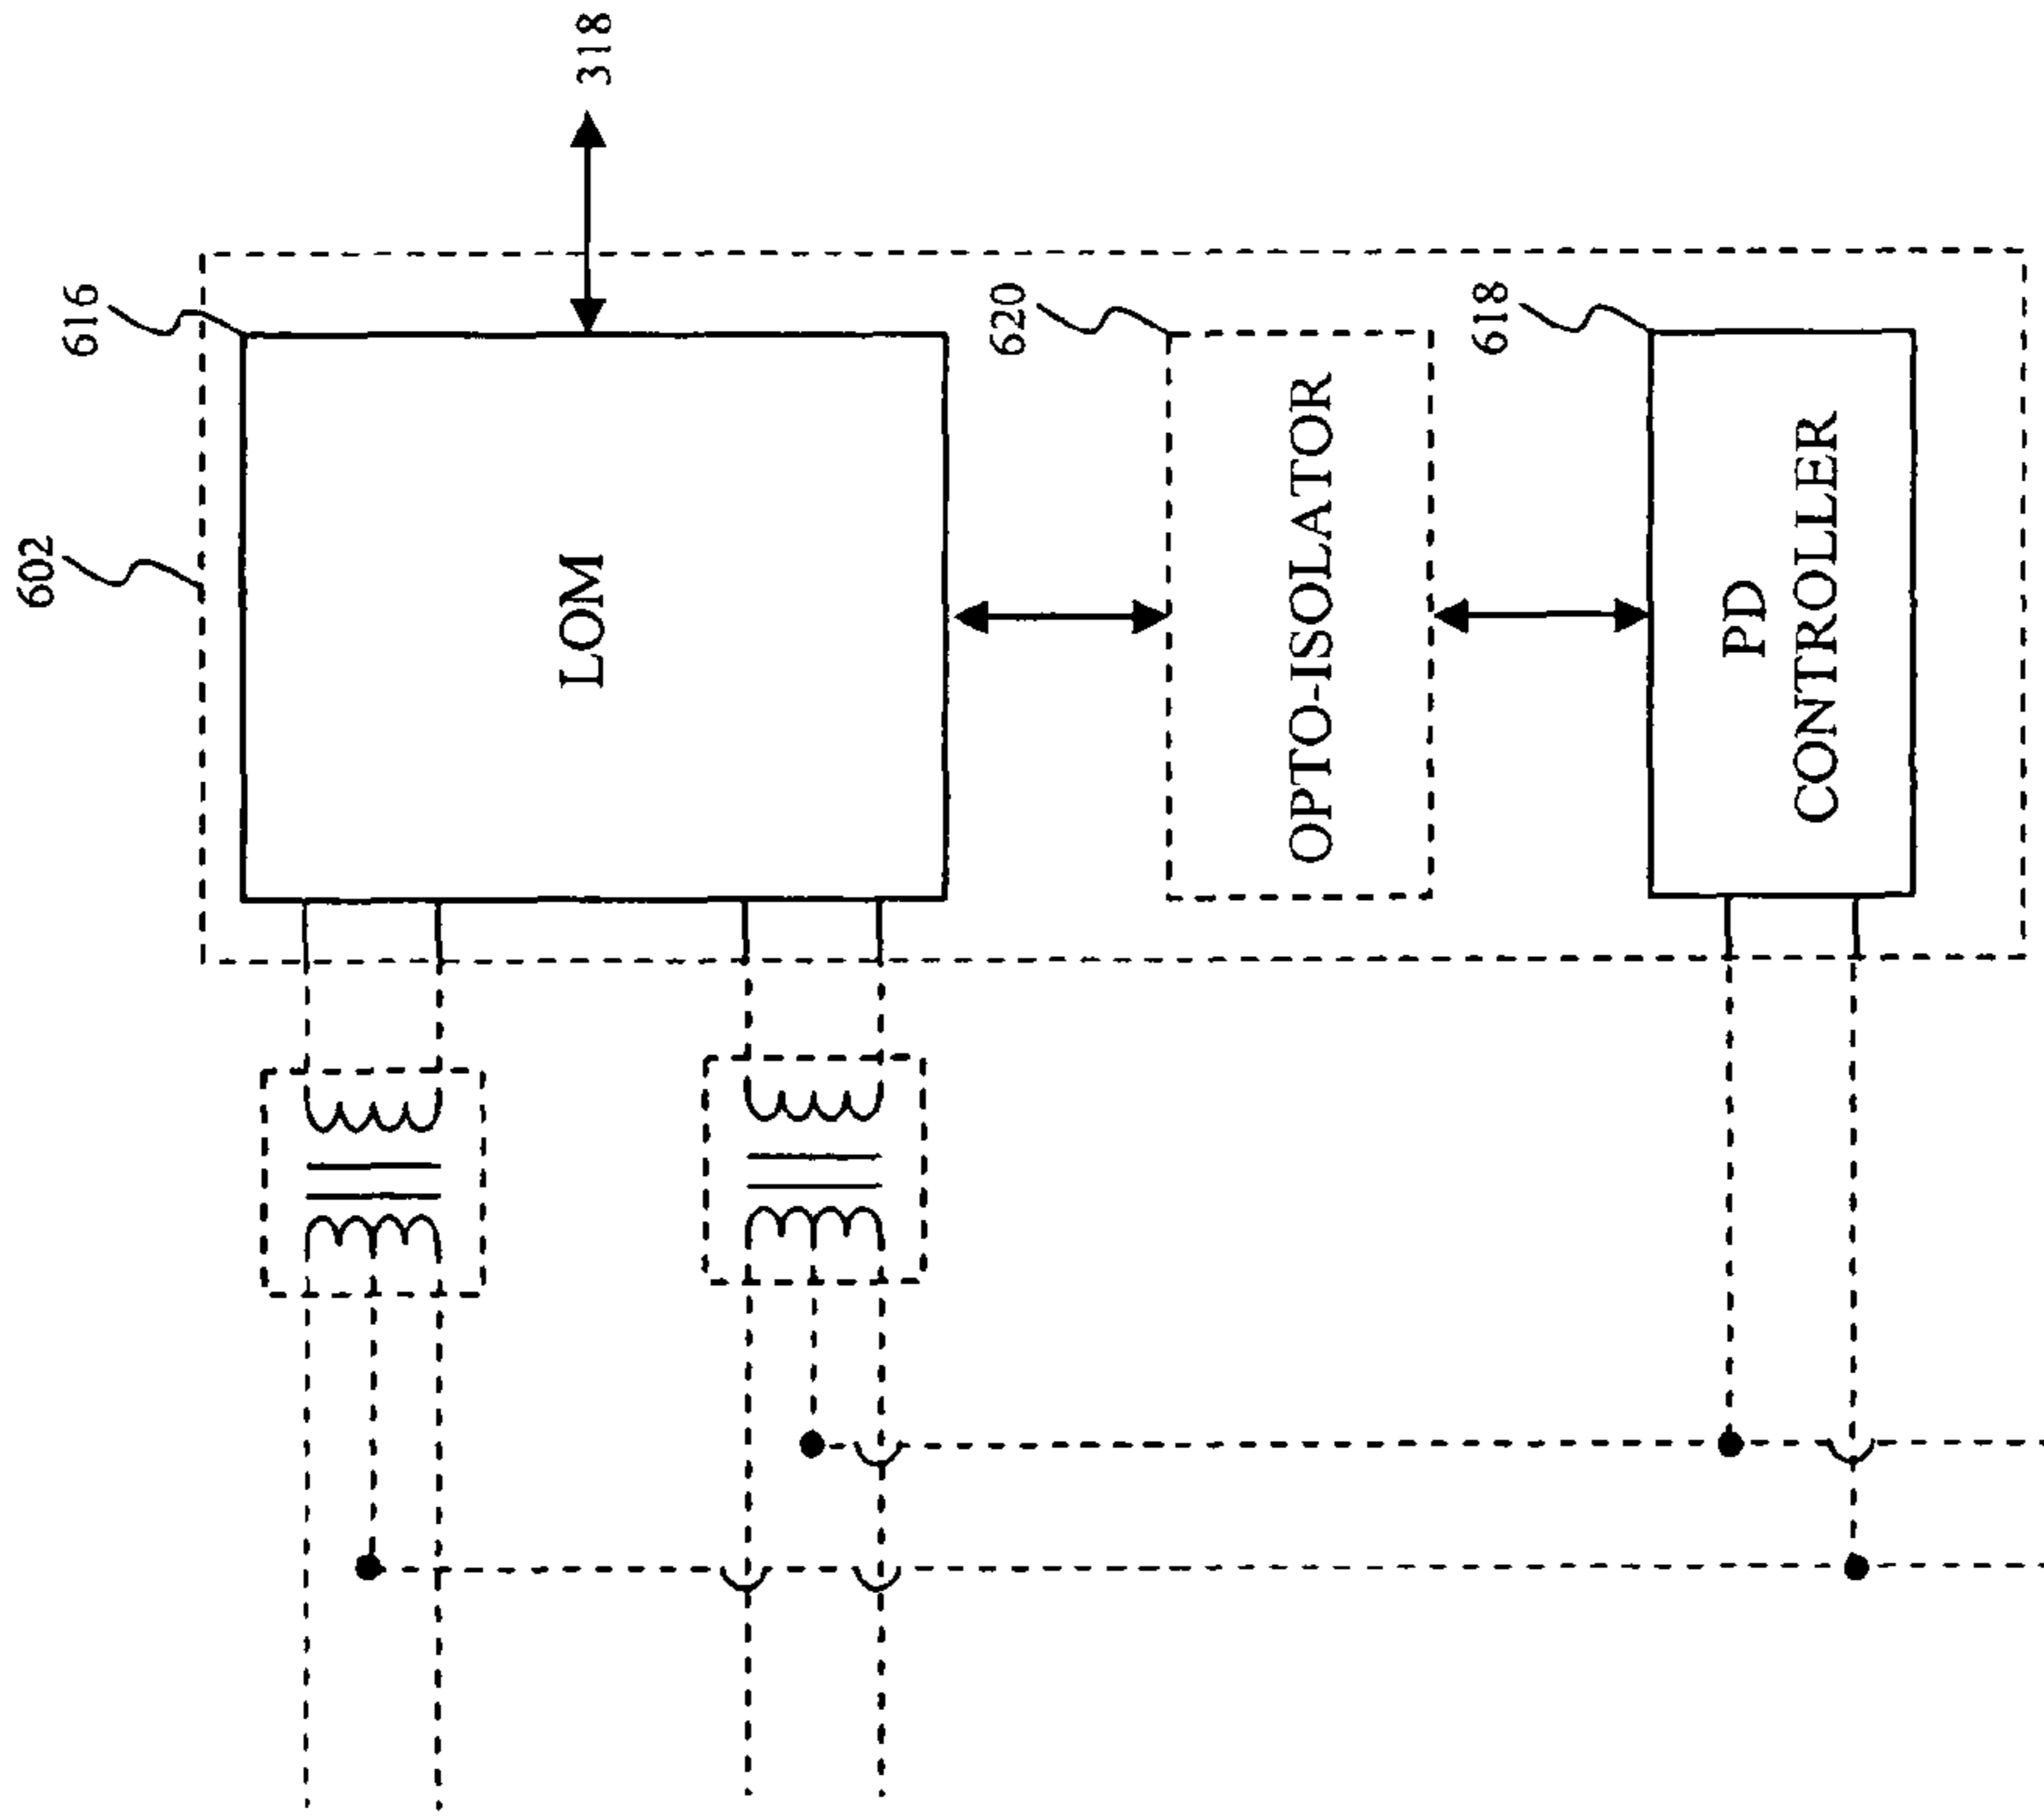 602
616
318
LOM
620
OPTO-ISOLATOR
618
PD
CONTROLLER